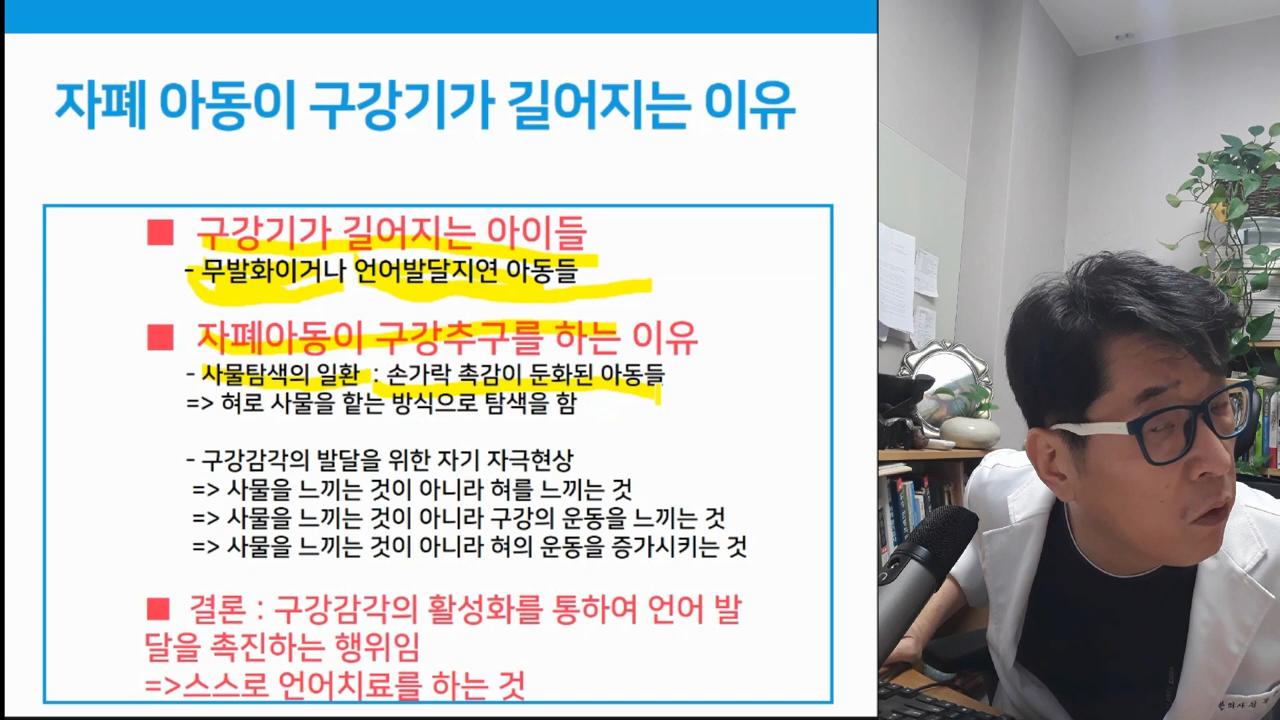 자폐 아동이 구강기가 길어지는 이유
■ 구강기가 길어지는 아이들
- 무발화이거나 언어발달지연 아동들
■ 자폐아동이 구강추구를 하는 이유
- 사물탐색의 일환 : 손가락 촉감이 둔화된 아동들
=> 혀로 사물을 핥는 방식으로 탐색을 함
- 구강감각의 발달을 위한 자기 자극현상
=> 사물을 느끼는 것이 아니라 혀를 느끼는 것
=> 사물을 느끼는 것이 아니라 구강의 운동을 느끼는 것
=> 사물을 느끼는 것이 아니라 혀의 운동을 증가시키는 것
■ 결론 : 구강감각의 활성화를 통하여 언어 발
달을 촉진하는 행위임
=>스스로 언어치료를 하는 것